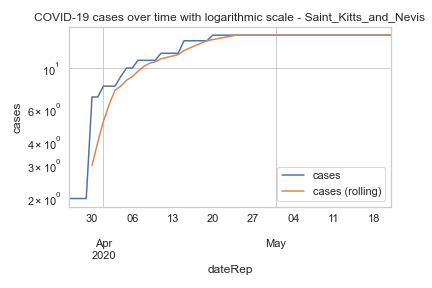 COVID-19 cases over time with logarithmic scale - Saint_Kitts_and_Nevis
cases
10¹
6 × 10⁰
4 × 10⁰
3 × 10⁰
2 × 10⁰
cases
cases (rolling)
30 06 13 20 27 04 11 18
Apr May
2020
dateRep